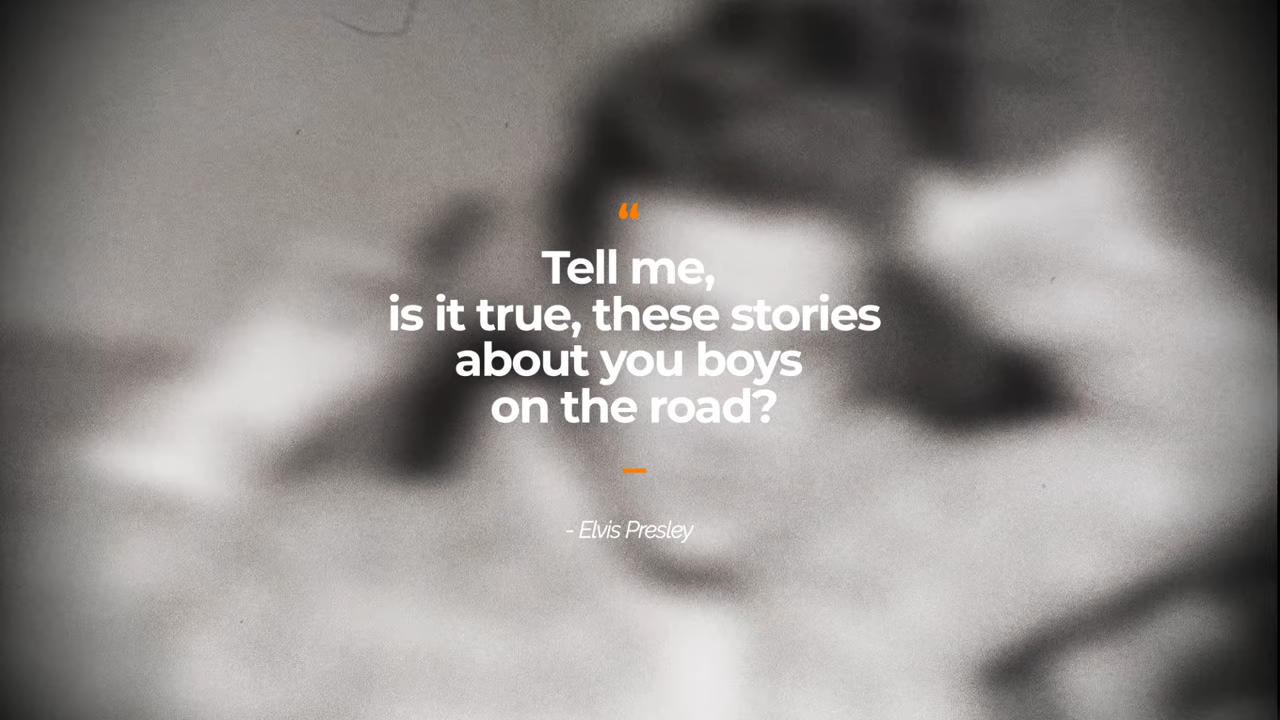 “
Tell me,
is it true, these stories
about you boys
on the road?
- Elvis Presley